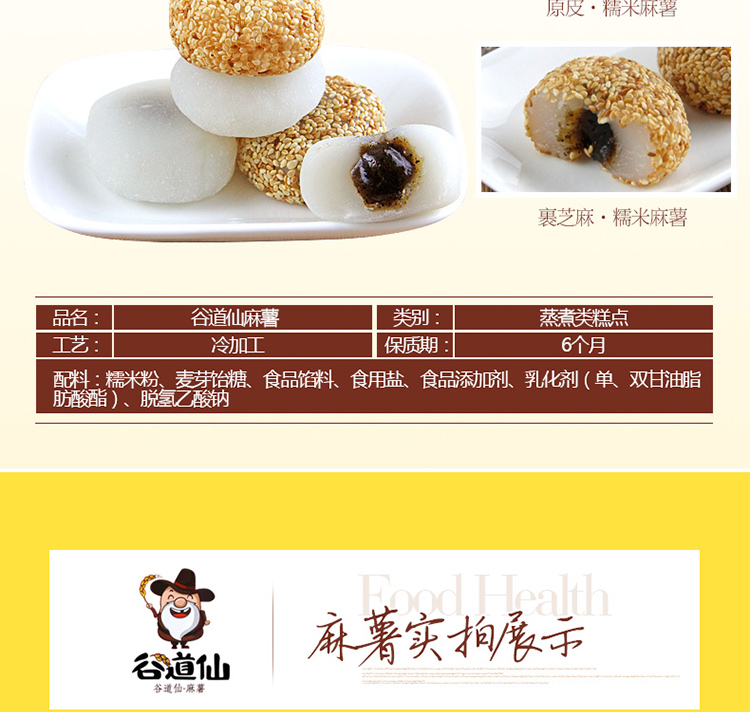 原皮·糯米麻薯
裹芝麻·糯米麻薯
品名： 谷道仙麻薯 类别： 蒸煮类糕点
工艺： 冷加工 保质期： 6个月
配料：糯米粉、麦芽饴糖、食品馅料、食用盐、食品添加剂、乳化剂（单、双甘油脂
肪酸酯）、脱氢乙酸钠
Food Health
麻薯实拍展示
谷道仙
谷道仙·麻薯